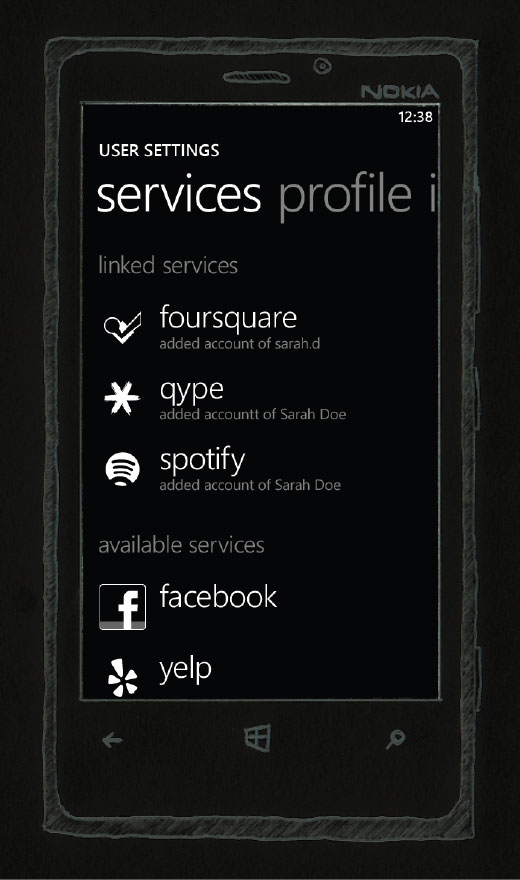 NOKIA
12:38
USER SETTINGS
services profile i
linked services
foursquare
added account of sarah.d
qype
added accountt of Sarah Doe
spotify
added account of Sarah Doe
available services
facebook
yelp